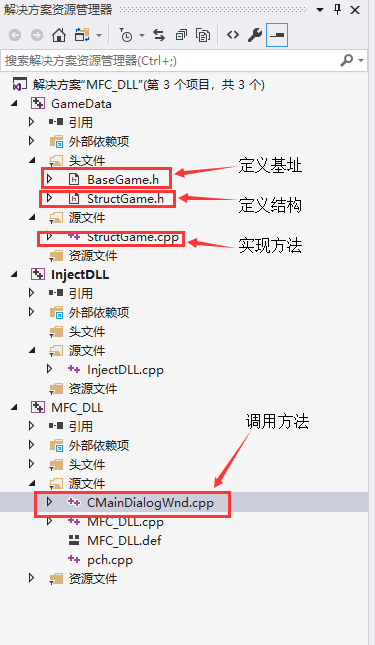 解决方案资源管理器
搜索解决方案资源管理器(Ctrl+;)
解决方案"MFC_DLL"(第 3 个项目，共 3 个)
GameData
引用
外部依赖项
头文件
定义基址
BaseGame.h
StructGame.h
定义结构
源文件
StructGame.cpp
实现方法
资源文件
InjectDLL
引用
外部依赖项
头文件
源文件
InjectDLL.cpp
资源文件
MFC_DLL
调用方法
引用
外部依赖项
头文件
源文件
CMainDialogWnd.cpp
MFC_DLL.cpp
MFC_DLL.def
pch.cpp
资源文件